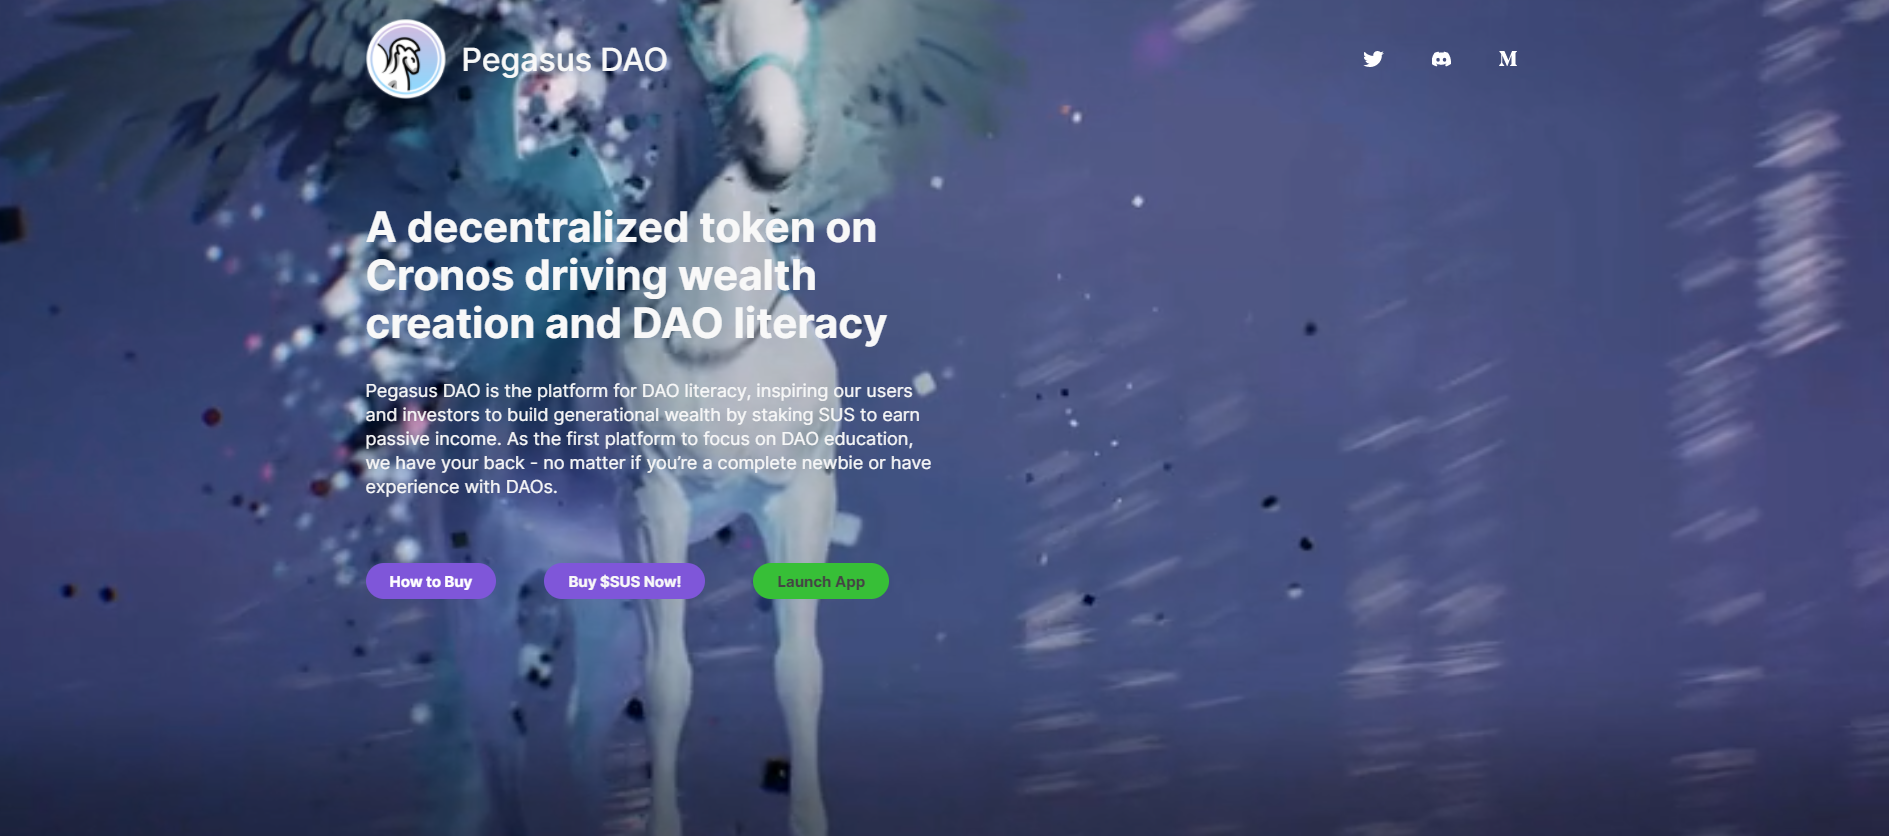 Pegasus DAO
M
A decentralized token on
Cronos driving wealth
creation and DAO literacy
Pegasus DAO is the platform for DAO literacy, inspiring our users
and investors to build generational wealth by staking SUS to earn
passive income. As the first platform to focus on DAO education,
we have your back - no matter if you’re a complete newbie or have
experience with DAOs.
How to Buy
Buy $SUS Now!
Launch App